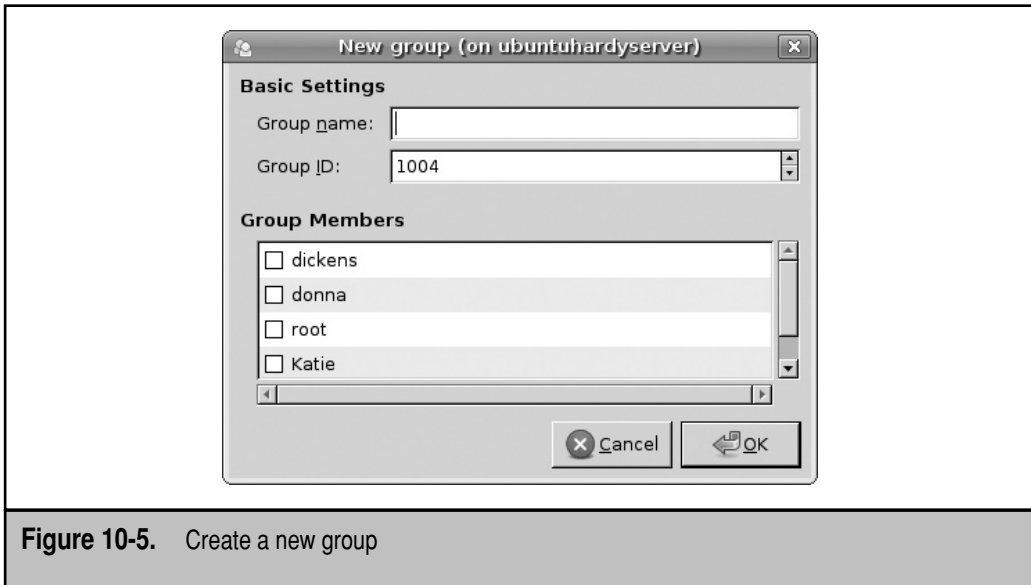 New group (on ubuntuhardyserver)
Basic Settings
Group name:
Group ID: 1004
Group Members
dickens
donna
root
Katie
Cancel OK
Figure 10-5. Create a new group